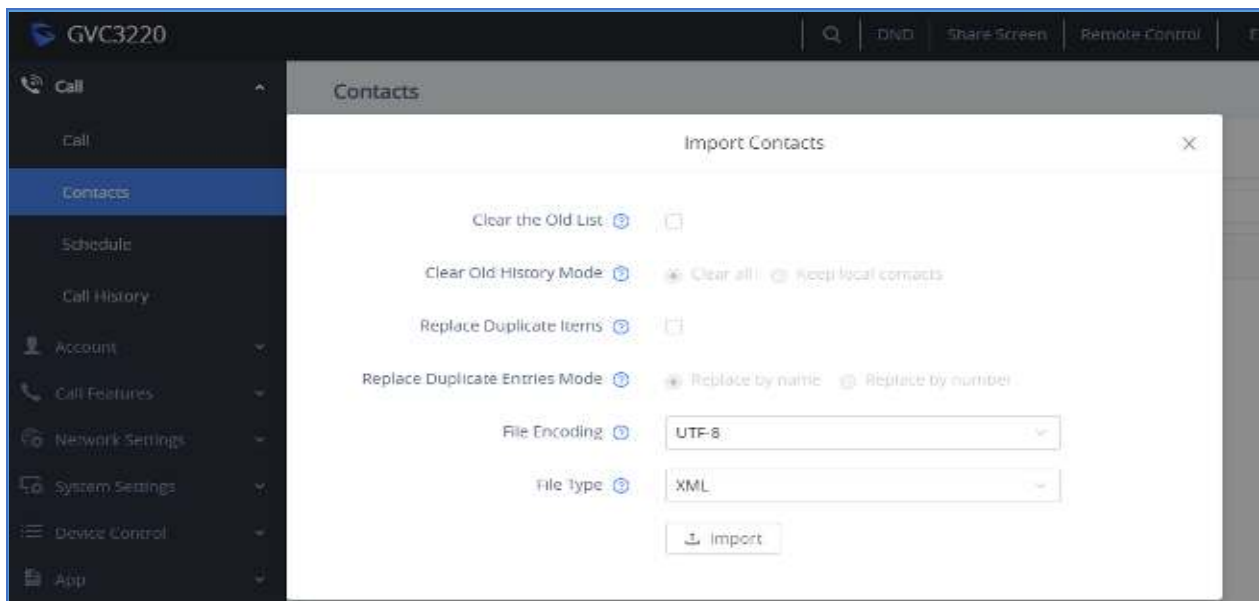 GVC3220
DND
Share Screen
Remote Control
Call
Contacts
Call
Import Contacts
Contacts
Clear the Old List
Schedule
Clear Old History Mode
Clear all
Keep local contacts
Call History
Replace Duplicate Items
Account
Replace Duplicate Entries Mode
Replace by name
Replace by number
Call Features
File Encoding
UTF-8
Network Settings
System Settings
File Type
XML
Device Control
Import
App